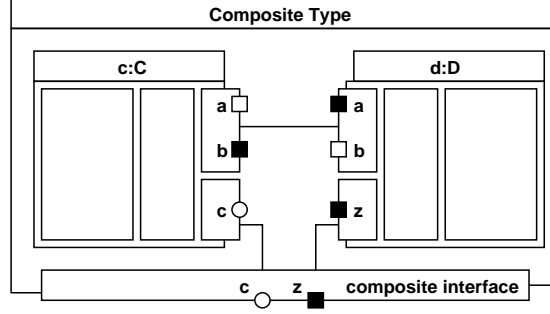 Composite Type
c:C
d:D
a
a
b
b
c
z
composite interface
c
z